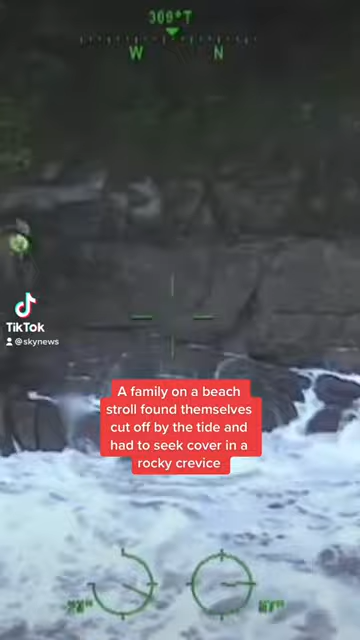 309°T
W N
TikTok
@skynews
A family on a beach
stroll found themselves
cut off by the tide and
had to seek cover in a
rocky crevice